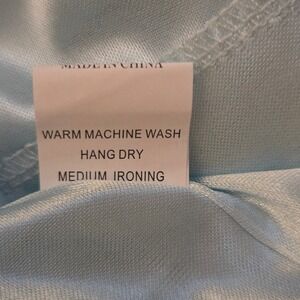 MADE IN CHINA
WARM MACHINE WASH
HANG DRY
MEDIUM IRONING